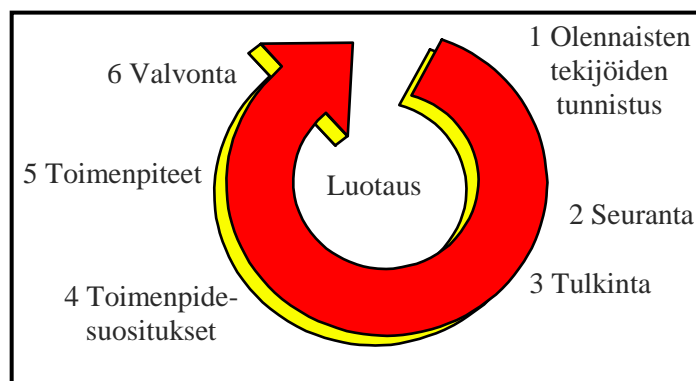 1 Olennaisten
tekijöiden
tunnistus
2 Seuranta
3 Tulkinta
4 Toimenpide-
suositukset
5 Toimenpiteet
6 Valvonta
Luotaus